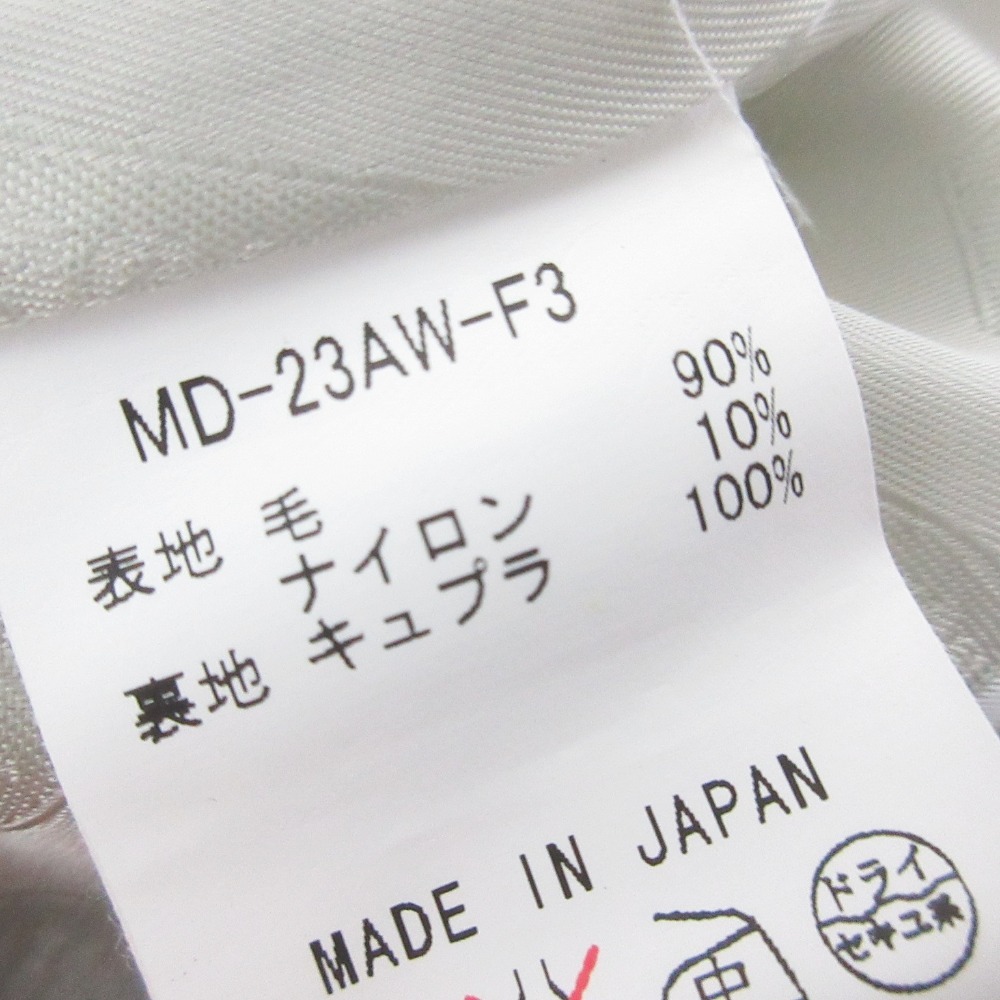 MD-23AW-F3
表地 毛 90%
ナイロン 10%
裏地 キュプラ 100%
MADE IN JAPAN
ドライ
セキユ系
中